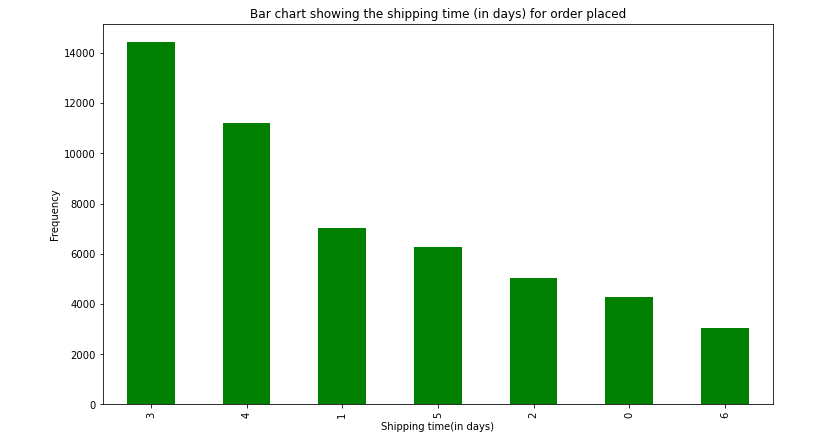 Bar chart showing the shipping time (in days) for order placed
14000
12000
10000
8000
6000
4000
2000
0
Frequency
3 4 1 5 2 0 6
Shipping time(in days)